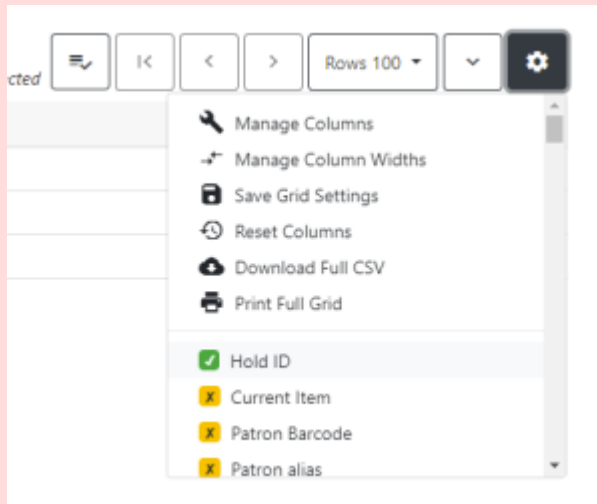 cted
Rows 100
Manage Columns
Manage Column Widths
Save Grid Settings
Reset Columns
Download Full CSV
Print Full Grid
Hold ID
Current Item
Patron Barcode
Patron alias